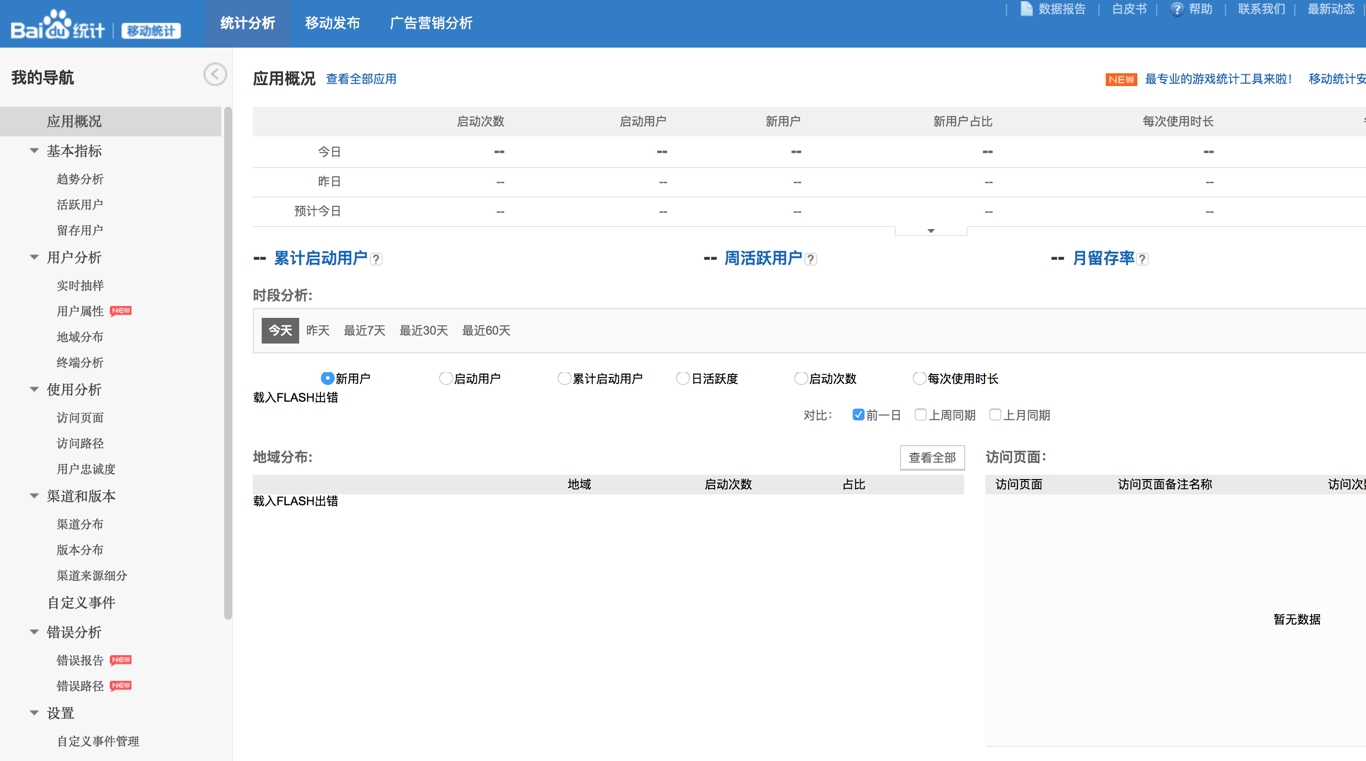 Bai du 统计 | 移动统计
统计分析 移动发布 广告营销分析
数据报告 | 白皮书 | ? 帮助 | 联系我们 | 最新动态
我的导航
应用概况
基本指标
趋势分析
活跃用户
留存用户
用户分析
实时抽样
用户属性 NEW
地域分布
终端分析
使用分析
访问页面
访问路径
用户忠诚度
渠道和版本
渠道分布
版本分布
渠道来源细分
自定义事件
错误分析
错误报告 NEW
错误路径 NEW
设置
自定义事件管理
应用概况 查看全部应用
NEW 最专业的游戏统计工具来啦! 移动统计安
启动次数 启动用户 新用户 新用户占比 每次使用时长
今日 -- -- -- -- --
昨日 -- -- -- -- --
预计今日 -- -- -- -- --
-- 累计启动用户 ? -- 周活跃用户 ? -- 月留存率 ?
时段分析:
今天 昨天 最近7天 最近30天 最近60天
新用户 启动用户 累计启动用户 日活跃度 启动次数 每次使用时长
载入FLASH出错
对比: 前一日 上周同期 上月同期
地域分布: 查看全部
地域 启动次数 占比
载入FLASH出错
访问页面:
访问页面 访问页面备注名称 访问次
暂无数据